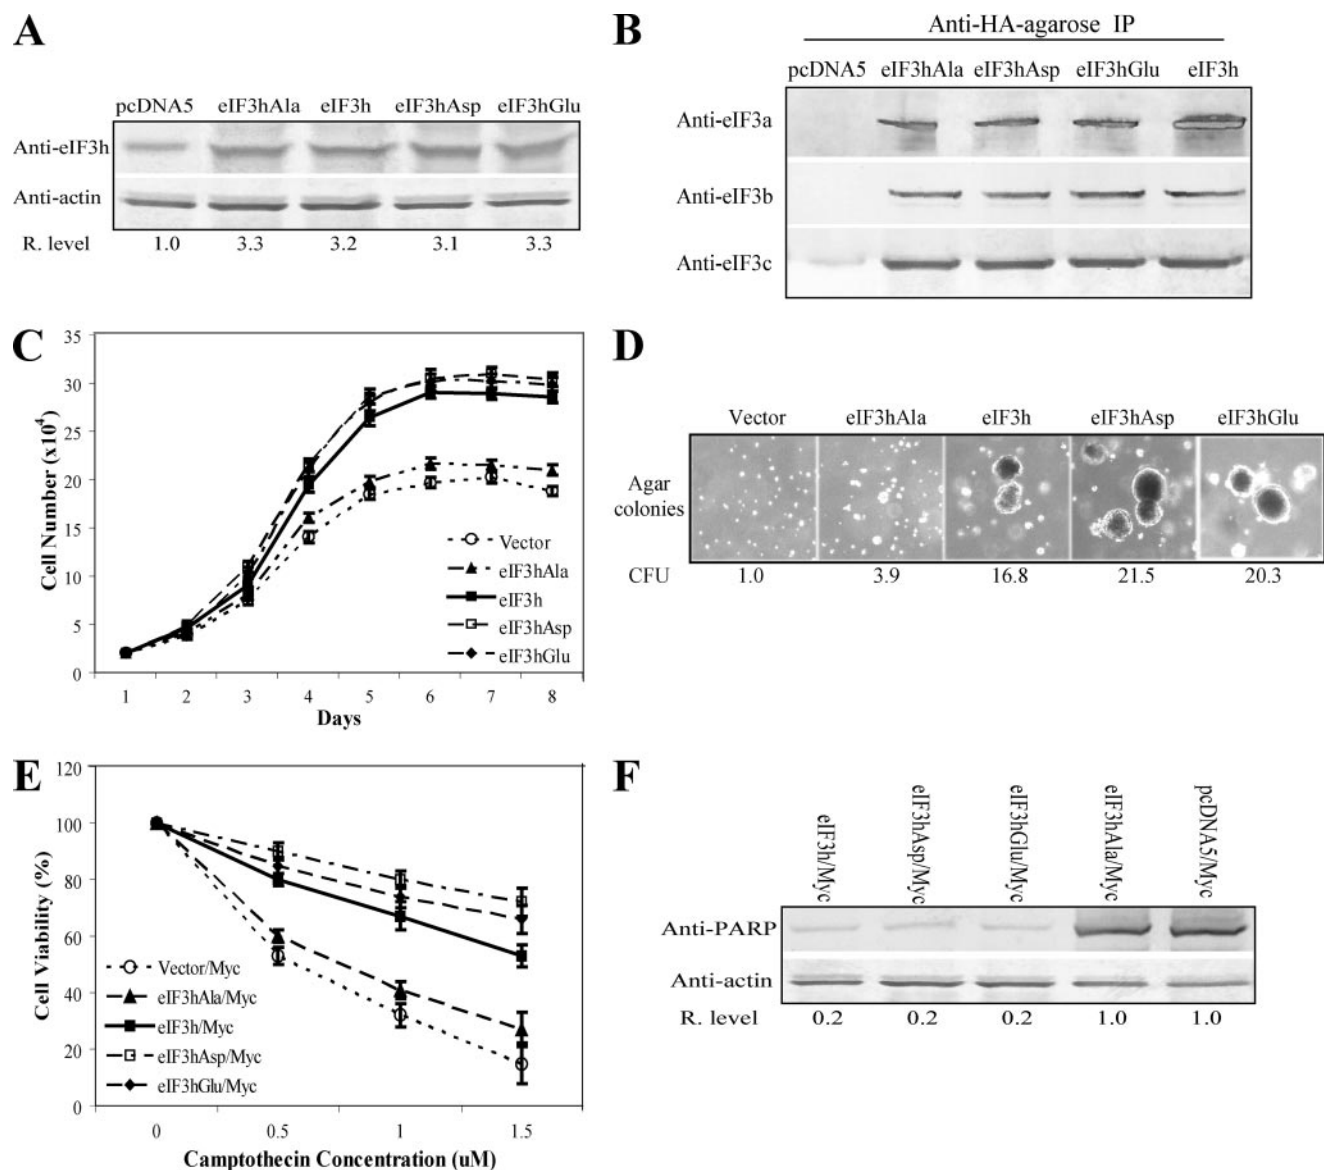 A
pcDNA5 eIF3hAla eIF3h eIF3hAsp eIF3hGlu
Anti-eIF3h
Anti-actin
R. level 1.0 3.3 3.2 3.1 3.3
B
Anti-HA-agarose IP
pcDNA5 eIF3hAla eIF3hAsp eIF3hGlu eIF3h
Anti-eIF3a
Anti-eIF3b
Anti-eIF3c
C
35
30
25
20
15
10
5
0
Cell Number (x10⁴)
1 2 3 4 5 6 7 8
Days
Vector
eIF3hAla
eIF3h
eIF3hAsp
eIF3hGlu
D
Vector eIF3hAla eIF3h eIF3hAsp eIF3hGlu
Agar
colonies
CFU 1.0 3.9 16.8 21.5 20.3
E
120
100
80
60
40
20
0
Cell Viability (%)
0 0.5 1 1.5
Camptothecin Concentration (uM)
Vector/Myc
eIF3hAla/Myc
eIF3h/Myc
eIF3hAsp/Myc
eIF3hGlu/Myc
F
eIF3h/Myc
eIF3hAsp/Myc
eIF3hGlu/Myc
eIF3hAla/Myc
pcDNA5/Myc
Anti-PARP
Anti-actin
R. level 0.2 0.2 0.2 1.0 1.0